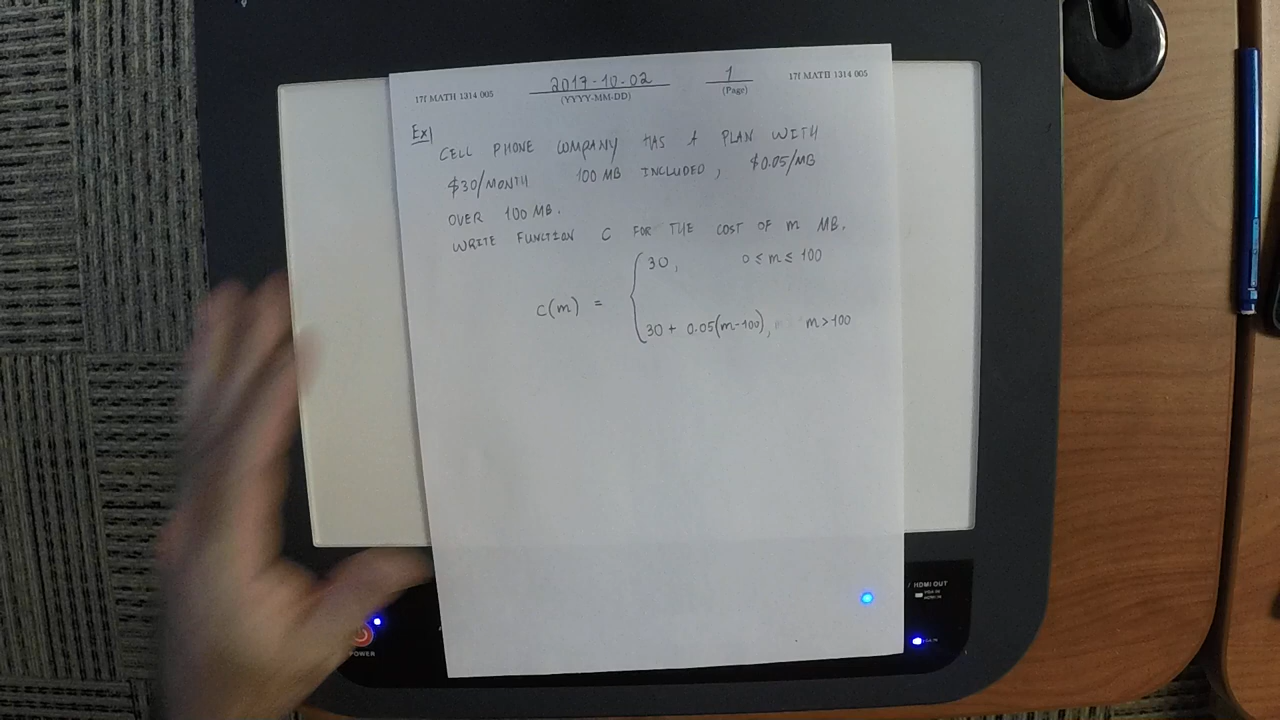 17f MATH 1314 005
2017-10-02
(YYYY-MM-DD)
1
(Page)
17f MATH 1314 005
Ex1
CELL PHONE COMPANY HAS A PLAN WITH
$30/MONTH 100 MB INCLUDED, $0.05/MB
OVER 100 MB.
WRITE FUNCTION C FOR THE COST OF m MB.
30, 0 ≤ m ≤ 100
C(m) =
30 + 0.05(m-100), m > 100
HDMI OUT
POWER